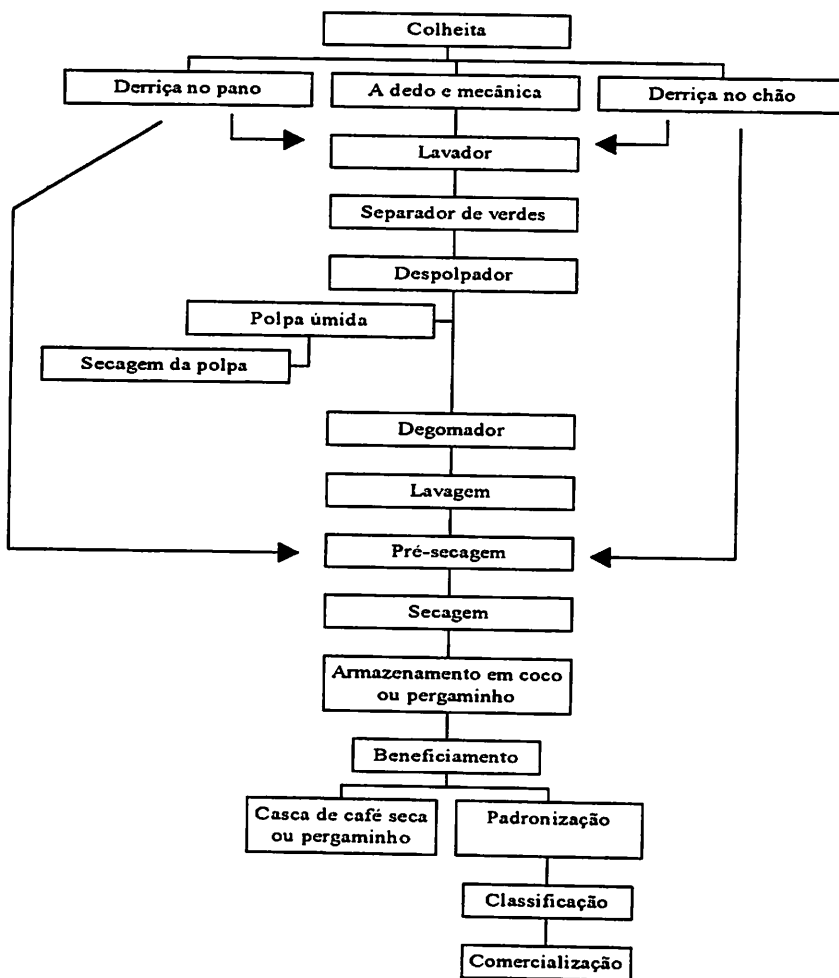 Colheita
Derriça no pano
A dedo e mecânica
Derriça no chão
Lavador
Separador de verdes
Despolpador
Polpa úmida
Secagem da polpa
Degomador
Lavagem
Pré-secagem
Secagem
Armazenamento em coco
ou pergaminho
Beneficiamento
Casca de café seca
ou pergaminho
Padronização
Classificação
Comercialização